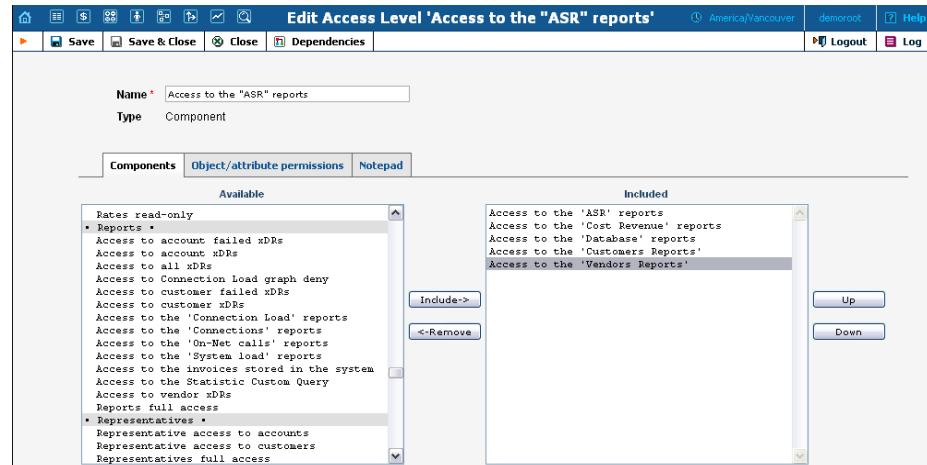 Edit Access Level 'Access to the "ASR" reports'
America/Vancouver
demoroot
? Help
Save
Save & Close
Close
Dependencies
Logout
Log
Name *
Access to the "ASR" reports
Type
Component
Components
Object/attribute permissions
Notepad
Available
Rates read-only
• Reports •
Access to account failed xDRs
Access to account xDRs
Access to all xDRs
Access to Connection Load graph deny
Access to customer failed xDRs
Access to customer xDRs
Access to the 'Connection Load' reports
Access to the 'Connections' reports
Access to the 'On-Net calls' reports
Access to the 'System load' reports
Access to the invoices stored in the system
Access to the Statistic Custom Query
Access to vendor xDRs
Reports full access
• Representatives •
Representative access to accounts
Representative access to customers
Representatives full access
Include->
<-Remove
Included
Access to the 'ASR' reports
Access to the 'Cost Revenue' reports
Access to the 'Database' reports
Access to the 'Customers Reports'
Access to the 'Vendors Reports'
Up
Down